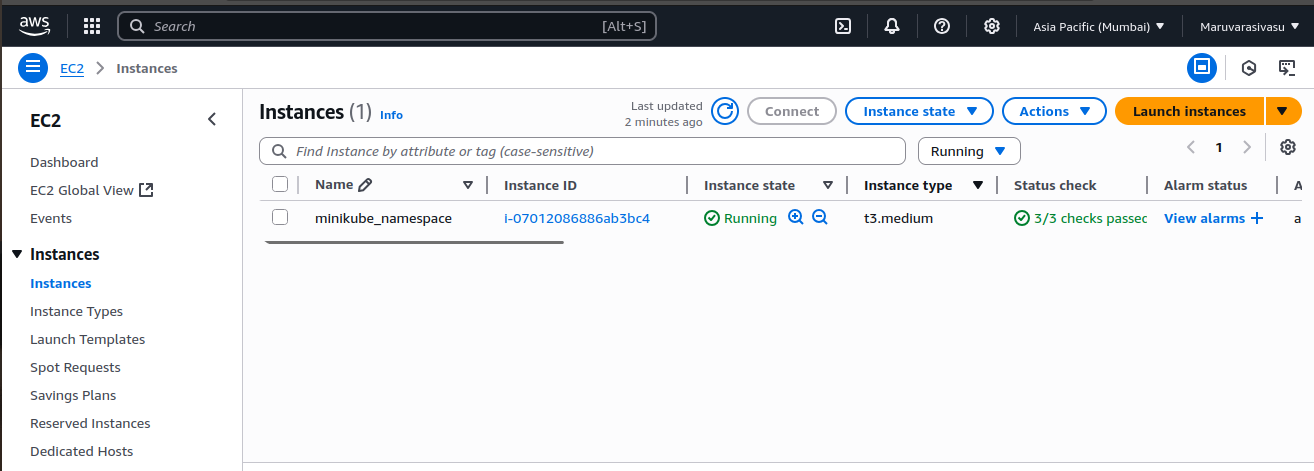 aws
Search [Alt+S]
Asia Pacific (Mumbai)
Maruvarasivasu
EC2 Instances
EC2
Dashboard
EC2 Global View
Events
Instances
Instances
Instance Types
Launch Templates
Spot Requests
Savings Plans
Reserved Instances
Dedicated Hosts
Instances (1) Info
Last updated
2 minutes ago
Connect
Instance state
Actions
Launch instances
Find Instance by attribute or tag (case-sensitive)
Running
1
Name Instance ID Instance state Instance type Status check Alarm status A
minikube_namespace i-07012086886ab3bc4 Running t3.medium 3/3 checks passec View alarms + a